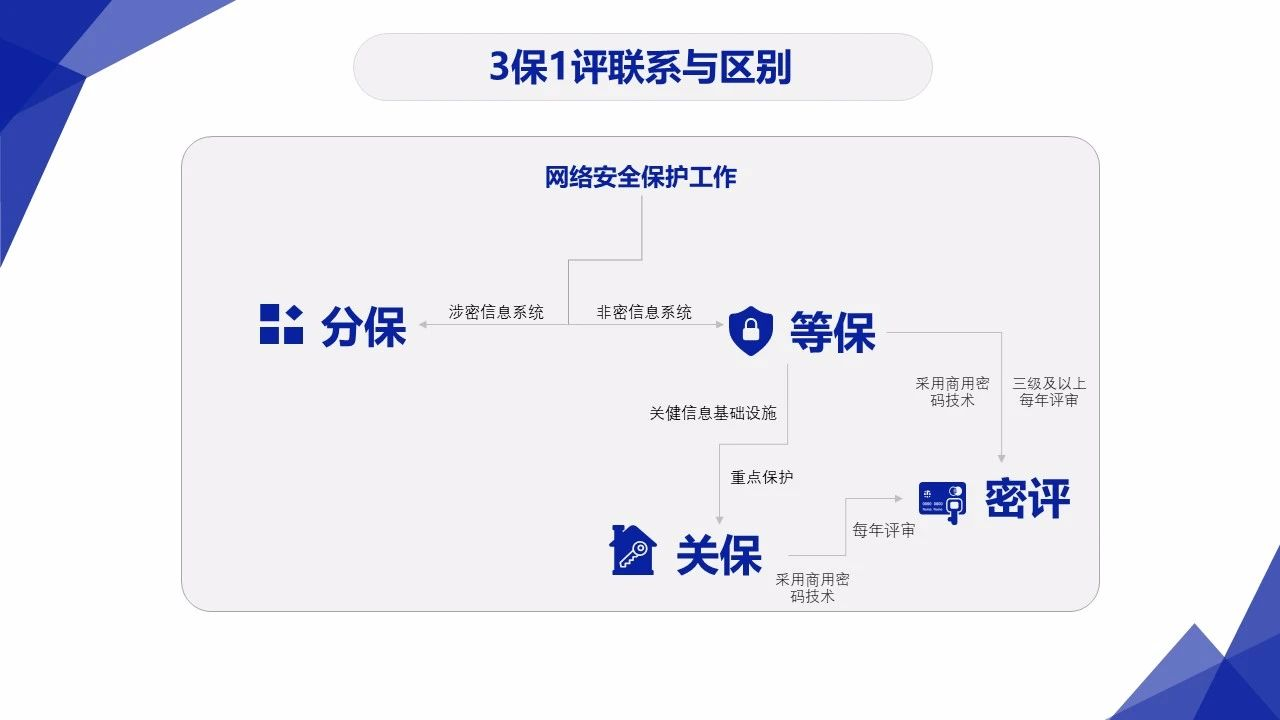 3保1评联系与区别
网络安全保护工作
涉密信息系统
非密信息系统
分保
等保
采用商用密
码技术
三级及以上
每年评审
关健信息基础设施
重点保护
密评
每年评审
关保
采用商用密
码技术